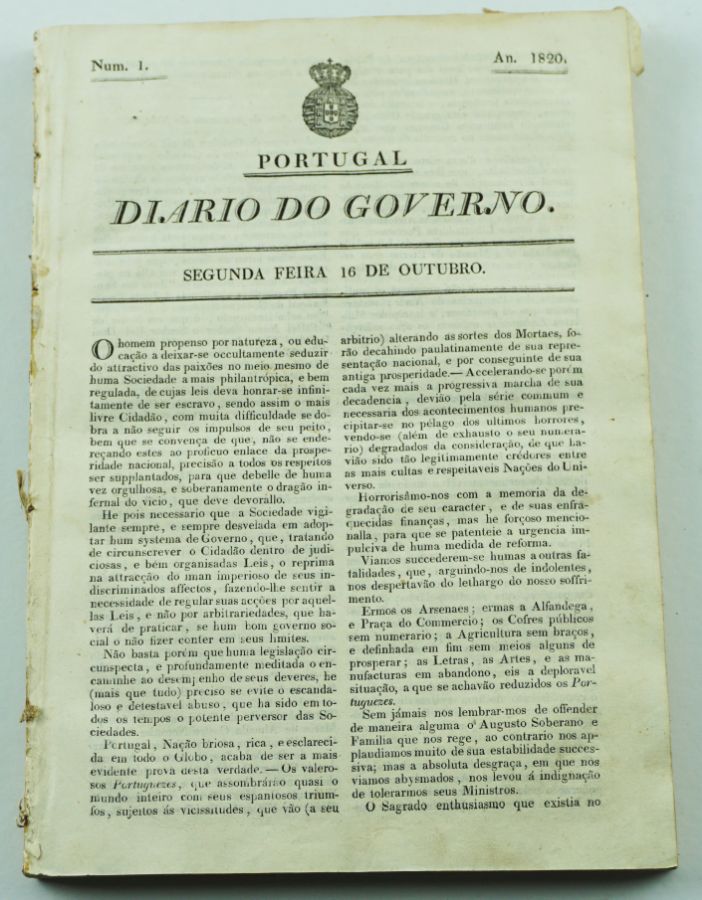 Num. 1.
An. 1820.
PORTUGAL
DIARIO DO GOVERNO.
SEGUNDA FEIRA 16 DE OUTUBRO.
O homem propenso por natureza, ou edu-
cação a deixar-se occultamente seduzir
do attractivo das paixões no meio mesmo de
huma Sociedade a mais philantrópica, e bem
regulada, de cujas leis deva honrar-se infini-
tamente de ser escravo, sendo assim o mais
livre Cidadão, com muita difficuldade se do-
bra a não seguir os impulsos de seu peito,
bem que se convença de que, não se ende-
reçando estes ao proficuo enlace da prospe-
ridade nacional, precisão a todos os respeitos
ser supplantados, para que debelle de huma
vez orgulhosa, e soberanamente o dragão in-
fernal do vicio, que deve devorallo.
He pois necessario que a Sociedade vigi-
lante sempre, e sempre desvelada em adop-
tar hum systema de Governo, que, tratando
de circunscrever o Cidadão dentro de judi-
ciosas, e bém organisadas Leis, o reprima
na attracção do iman imperioso de seus in-
discriminados affectos, fazendo-lhe sentir a
necessidade de regular suas acções por aquel-
las Leis, e não por arbitrariedades, que ha-
verá de praticar, se hum bom governo so-
cial o não fizer conter em seus limites.
Não basta porém que huma legislação cir-
cunspecta, e profundamente meditada o en-
caminhe ao desempenho de seus deveres, he
(mais que tudo) preciso se evite o escanda-
loso e detestavel abuso, que ha sido em to-
dos os tempos o potente perversor das So-
ciedades.
Portugal, Nação briosa, rica, e esclareci-
da em todo o Globo, acaba de ser a mais
evidente prova desta verdade. — Os valero-
sos Portuguezes, que assombrárão quasi o
mundo inteiro com seus espantosos trium-
fos, sujeitos ás vicissitudes, que vão (a seu
arbitrio) alterando as sortes dos Mortaes, fo-
rão decahindo paulatinamente de sua repre-
sentação nacional, e por conseguinte de sua
antiga prosperidade. — Accelerando-se porém
cada vez mais a progressiva marcha de sua
decadencia, devião pela série commum e
necessaria dos acontecimentos humanos pre-
cipitar-se no pélago dos ultimos horrores,
vendo-se (além de exhausto o seu numera-
rio) degradados da consideração, de que ha-
vião sido tão legitimamente crédores entre
as mais cultas e respeitaveis Nações do Uni-
verso.
Horrorisâmo-nos com a memoria da de-
gradação de seu caracter, e de suas enfra-
quecidas finanças, mas he forçoso mencio-
nalla, para que se patenteie a urgencia im-
pulsiva de huma medida de reforma.
Viamos succederem-se humas a outras fa-
talidades, que, arguindo-nos de indolentes,
nos despertavão do lethargo do nosso soffri-
mento.
Ermos os Arsenaes; ermas a Alfandega,
e Praça do Commercio; os Cofres públicos
sem numerario; a Agricultura sem braços,
e definhada em fim sem meios alguns de
prosperar; as Letras, as Artes, e as ma-
nufacturas em abandono, eis a deploravel
situação, a que se achavão reduzidos os Por-
tuguezes.
Sem jámais nos lembrar-mos de offender
de maneira alguma o Augusto Soberano e
Familia que nos rege, ao contrario nos ap-
plaudiamos muito de sua estabilidade succes-
siva; mas a absoluta desgraça, em que nos
viamos abysmados, nos levou á indignação
de tolerarmos seus Ministros.
O Sagrado enthusiasmo que existia no